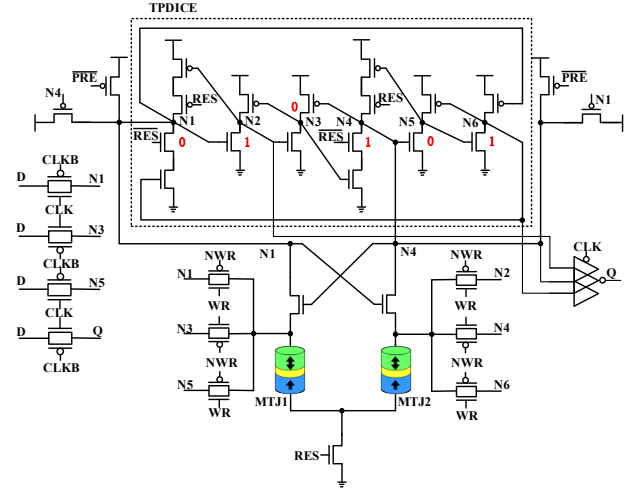 TPDICE
PRE
N4
RES
RES
N1
0
N2
1
0
N3
N4
RES
RES
1
N5
0
N6
1
PRE
N1
CLKB
D
N1
CLK
D
N3
CLKB
D
N5
CLK
D
Q
CLKB
N1
N4
NWR
N1
WR
N3
NWR
N5
WR
NWR
N2
WR
N4
NWR
N6
WR
MTJ1
MTJ2
RES
CLK
Q